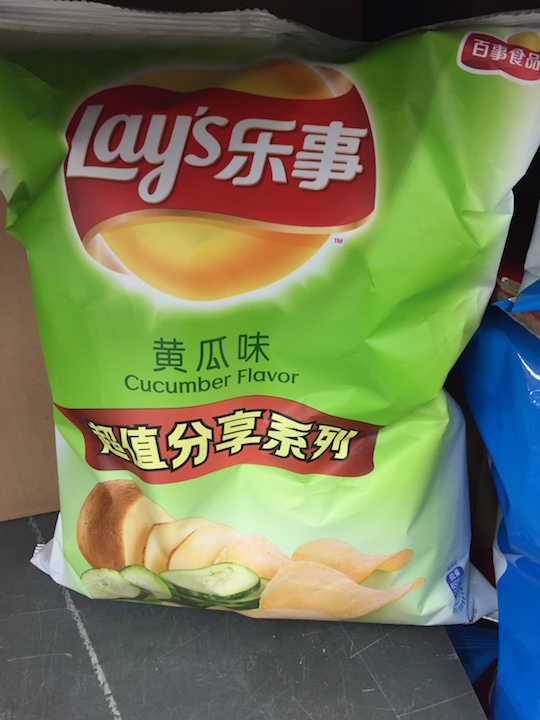 百事食品
Lay's乐事
TM
黄瓜味
Cucumber Flavor
超值分享系列